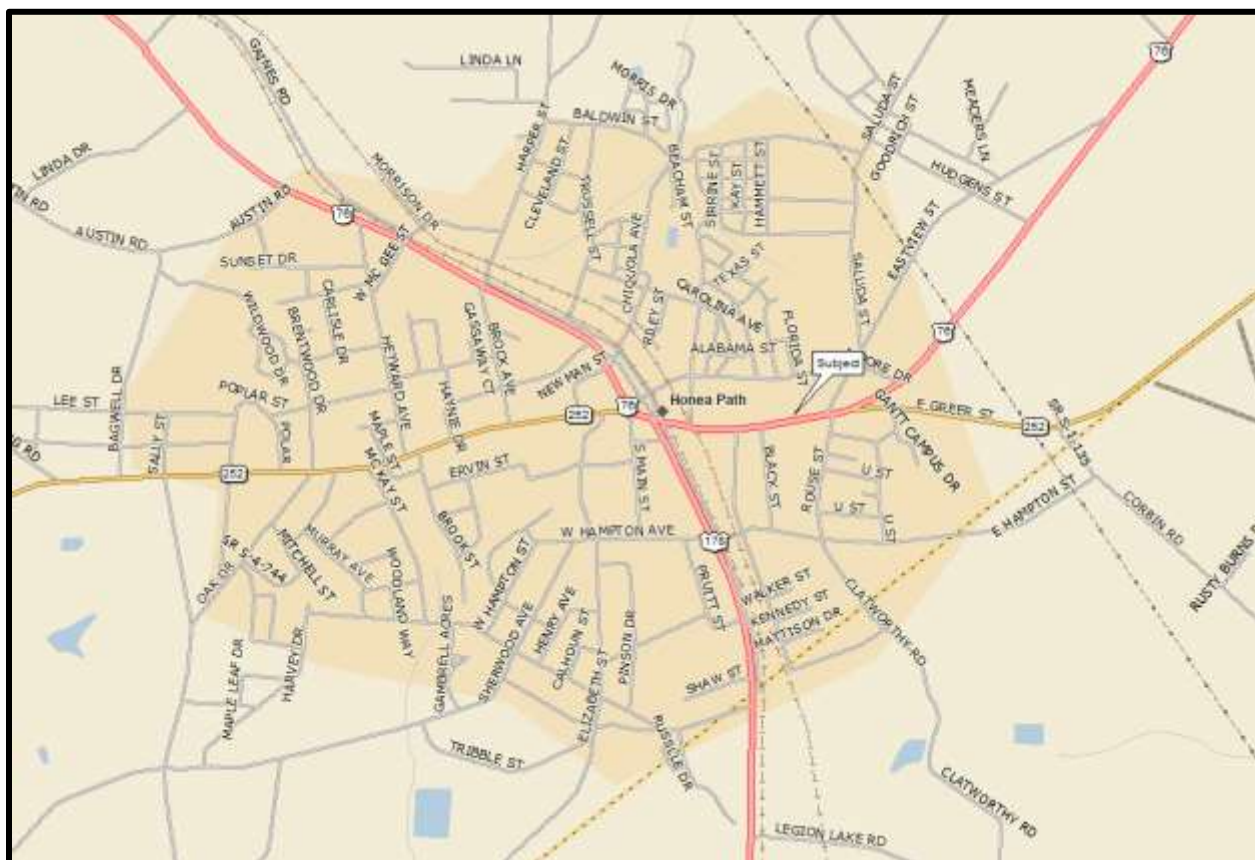 76
LINDA LN
GAINES RD
MORRIS DR
SALUDA ST
MEADERS LN
GOODRICH ST
BALDWIN ST
HARPER ST
CLEVELAND ST
LINDA DR
MORRISON DR
BEACHAM ST
SIRRINE ST
KAY ST
HAMMETT ST
HUDGENS ST
AUSTIN RD
AUSTIN RD
76
RUSSELL ST
EASTVIEW ST
SUNSET DR
W MC GEE ST
CHIQUOLA AVE
TEXAS ST
SALUDA ST
WILDWOOD DR
CARLISLE DR
BRENTWOOD DR
GASSAWAY CT
BROCK AVE
RILEY ST
CAROLINA AVE
FLORIDA ST
76
HEYWARD AVE
ALABAMA ST
Subject
NEWMAN ST
HAYNIE DR
BAGWELL DR
LEE ST
POPLAR ST
POLAR
252
76
Honea Path
GANTT CAMPUS DR
E GREER ST
252
SR-S-1-135
SALLY ST
MAPLE ST
MCKAY ST
252
ERVIN ST
S MAIN ST
BLACK ST
ROUSE ST
U ST
U ST
U ST
BROOK ST
W HAMPTON AVE
178
E HAMPTON ST
CORBIN RD
RUSTY BURNS
OAK DR
SR S-4-744
MITCHELL ST
MURRAY AVE
WOODLAND WAY
W HAMPTON ST
PRUITT ST
WALKER ST
KENNEDY ST
MATTISON DR
CLATWORTHY RD
HENRY AVE
CALHOUN ST
PINSON DR
SHAW ST
MAPLE LEAF DR
HARVEY DR
GAMBRELL ACRES
SHERWOOD AVE
ELIZABETH ST
TRIBBLE ST
RUSSLLE DR
CLATWORTHY RD
LEGION LAKE RD